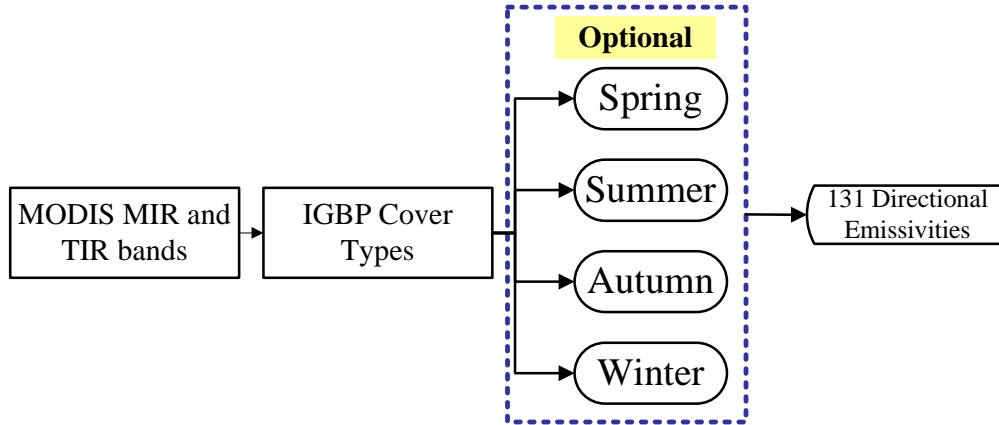 MODIS MIR and
TIR bands
IGBP Cover
Types
Optional
Spring
Summer
Autumn
Winter
131 Directional
Emissivities